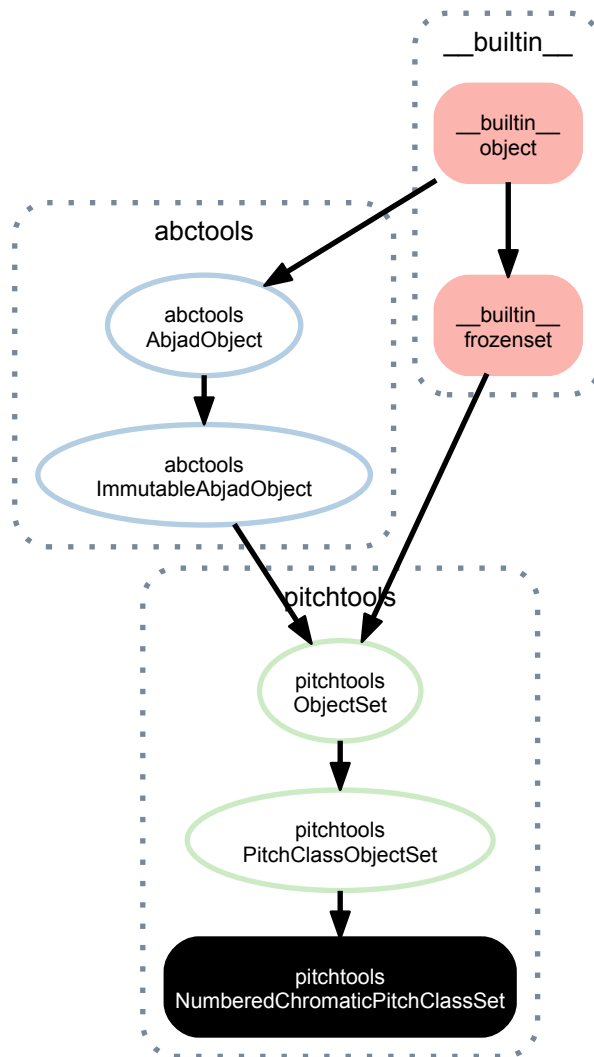 __builtin__
__builtin__
object
abctools
abctools
AbjadObject
__builtin__
frozenset
abctools
ImmutableAbjadObject
pitchtools
pitchtools
ObjectSet
pitchtools
PitchClassObjectSet
pitchtools
NumberedChromaticPitchClassSet